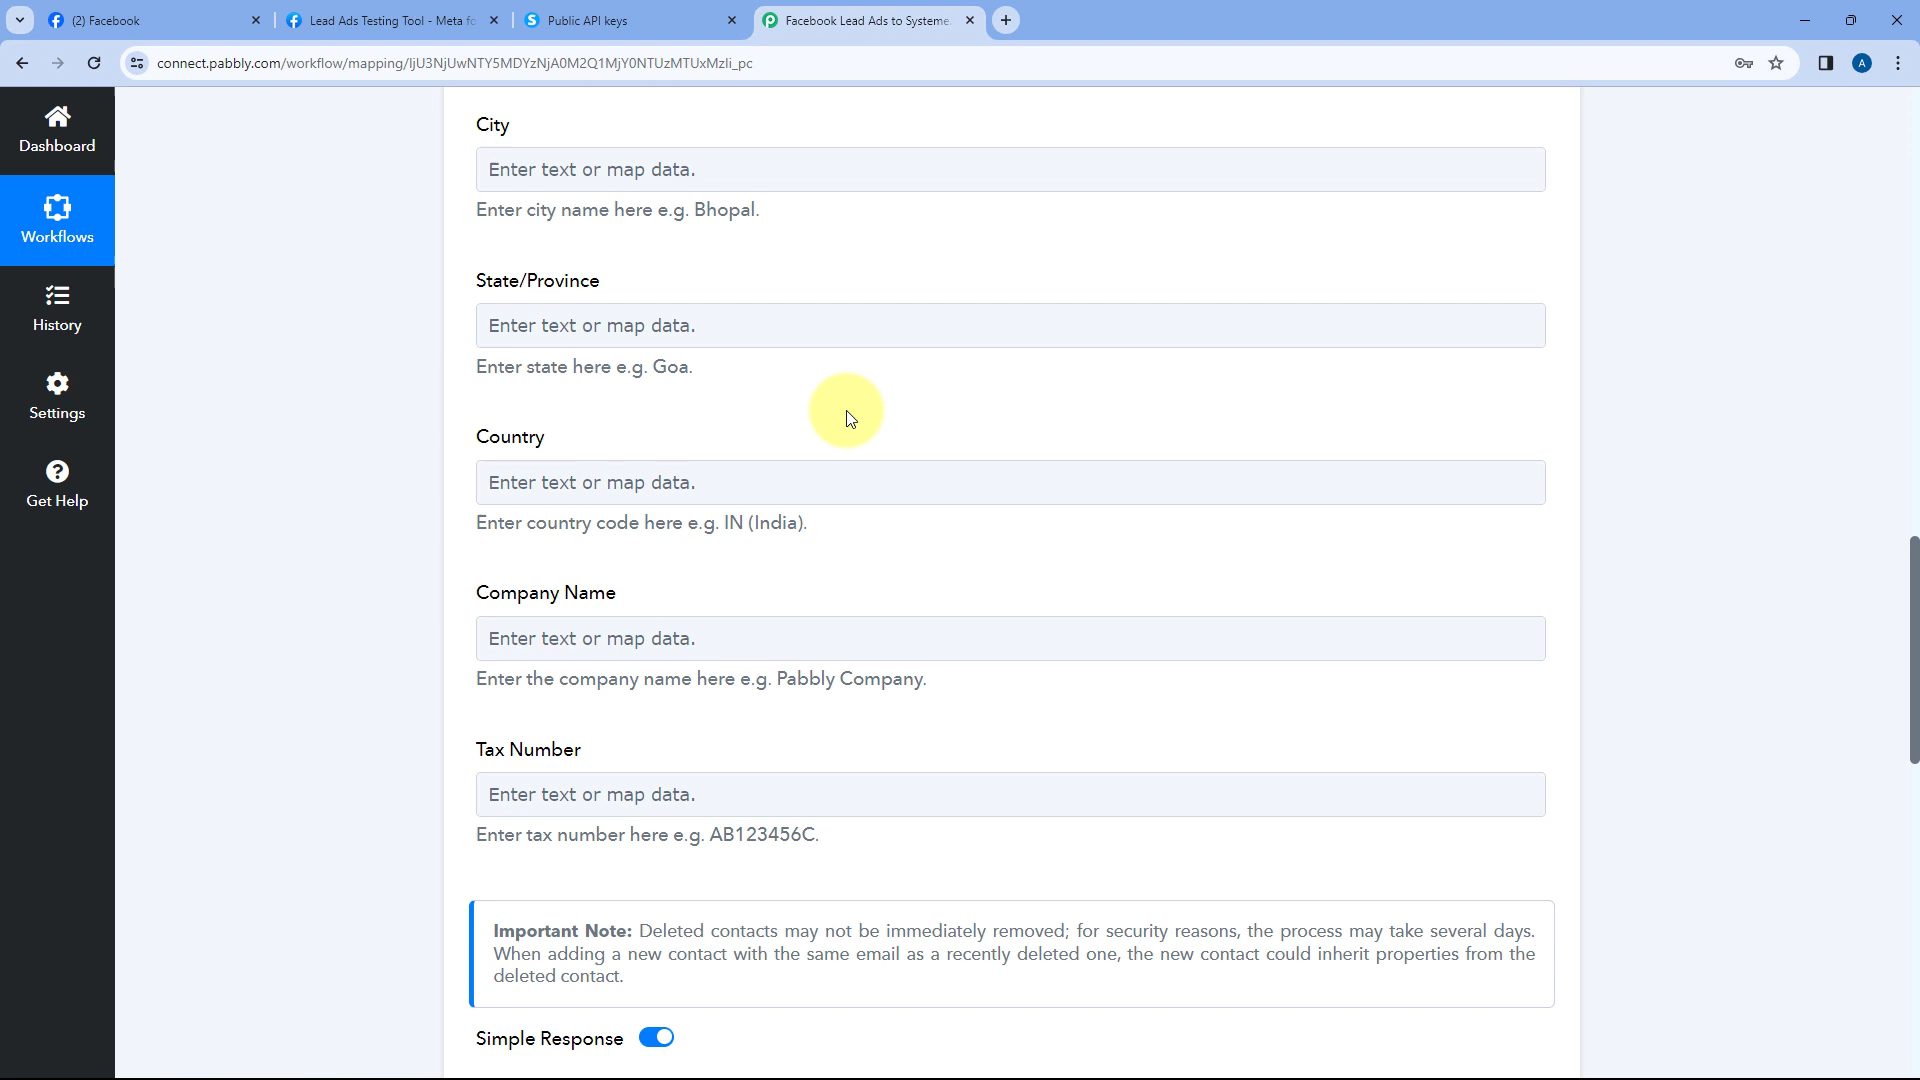 (2) Facebook
Lead Ads Testing Tool - Meta fo
Public API keys
Facebook Lead Ads to Systeme.
connect.pabbly.com/workflow/mapping/IjU3NjUwNTY5MDYzNjA0M2Q1MjY0NTUzMTUxMzIi_pc
A
Dashboard
Workflows
History
Settings
Get Help
City
Enter text or map data.
Enter city name here e.g. Bhopal.
State/Province
Enter text or map data.
Enter state here e.g. Goa.
Country
Enter text or map data.
Enter country code here e.g. IN (India).
Company Name
Enter text or map data.
Enter the company name here e.g. Pabbly Company.
Tax Number
Enter text or map data.
Enter tax number here e.g. AB123456C.
Important Note: Deleted contacts may not be immediately removed; for security reasons, the process may take several days.
When adding a new contact with the same email as a recently deleted one, the new contact could inherit properties from the
deleted contact.
Simple Response